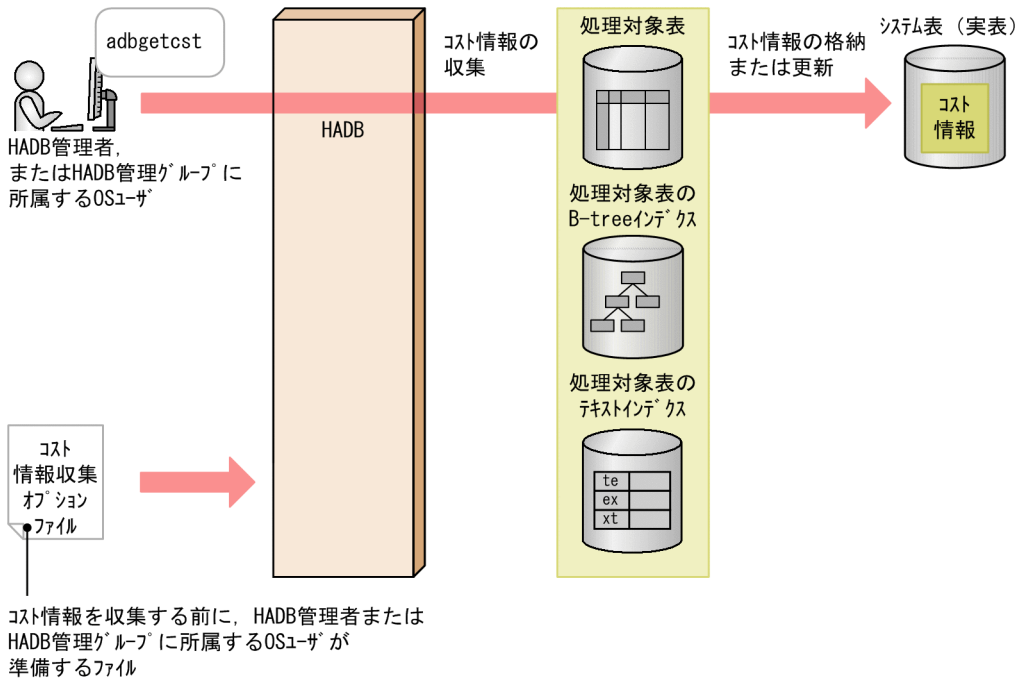 adbgetcst
HADB管理者,
またはHADB管理ｸﾞﾙｰﾌﾟに
所属するOSﾕｰｻﾞ
HADB
ｺｽﾄ情報の
収集
処理対象表
処理対象表の
B-treeｲﾝﾃﾞｸｽ
処理対象表の
ﾃｷｽﾄｲﾝﾃﾞｸｽ
te
ex
xt
ｺｽﾄ情報の格納
または更新
ｼｽﾃﾑ表（実表）
ｺｽﾄ
情報
ｺｽﾄ
情報収集
ｵﾌﾟｼｮﾝ
ﾌｧｲﾙ
ｺｽﾄ情報を収集する前に，HADB管理者または
HADB管理ｸﾞﾙｰﾌﾟに所属するOSﾕｰｻﾞが
準備するﾌｧｲﾙ